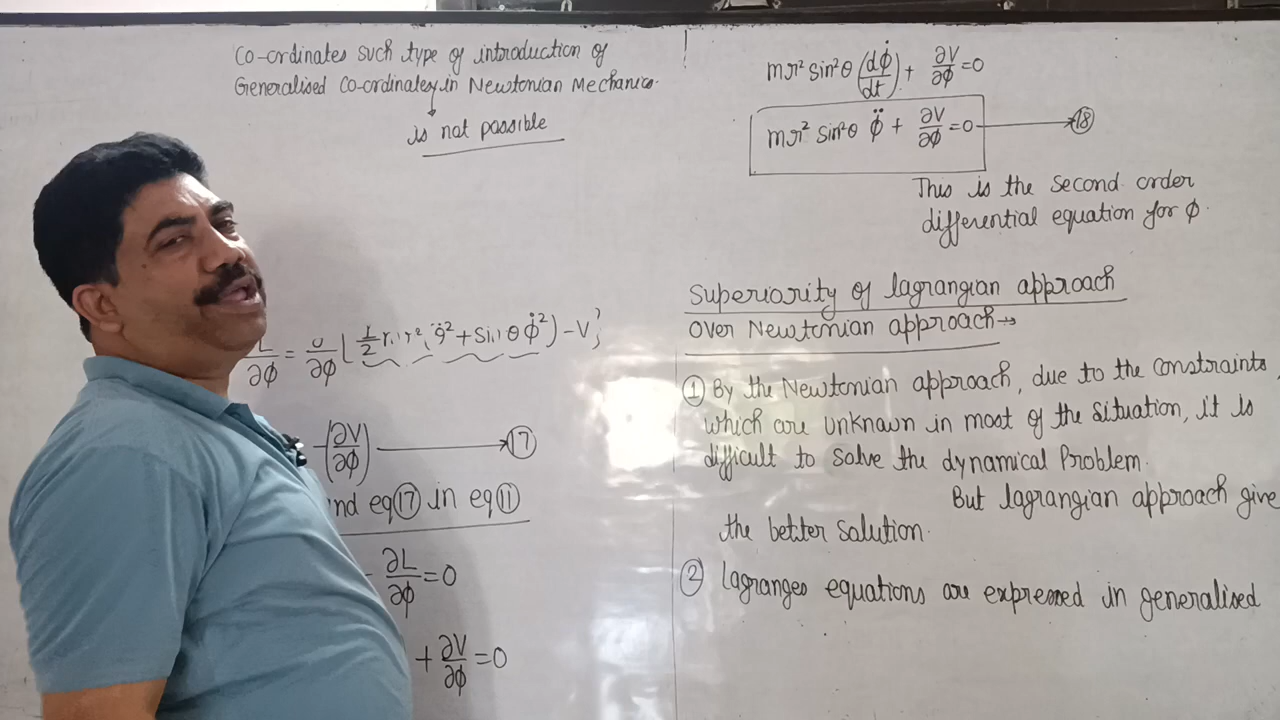 Co-ordinates such type of introduction of
Generalised Co-ordinates in Newtonian Mechanics.
is not possible
∂φ = ∂φ ( 1/2 r² θ̇² + Sin θ φ̇² ) - V
-(∂V/∂φ) → ⑰
nd eq ⑰ in eq ⑪
- ∂L/∂φ = 0
+ ∂V/∂φ = 0
mr² Sin²θ (dφ̇/dt) + ∂V/∂φ = 0
mr² Sin²θ φ̈ + ∂V/∂φ = 0 → ⑱
This is the second order
differential equation for φ.
Superiority of lagrangian approach
Over Newtonian approach →
① By the Newtonian approach, due to the constraints,
which are unknown in most of the situation, it is
difficult to solve the dynamical Problem.
But lagrangian approach give
the better solution.
② Lagranges equations are expressed in generalised